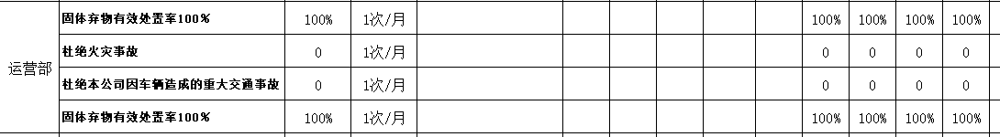 固体弃物有效处置率100% 100% 1次/月 100% 100% 100% 100%
杜绝火灾事故 0 1次/月 0 0 0 0
运营部
杜绝本公司因车辆造成的重大交通事故 0 1次/月 0 0 0 0
固体弃物有效处置率100% 100% 1次/月 100% 100% 100% 100%